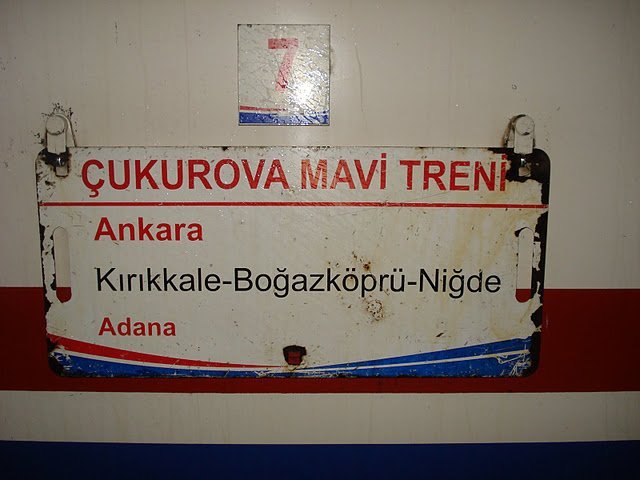 7
ÇUKUROVA MAVİ TRENİ
Ankara
Kırıkkale-Boğazköprü-Niğde
Adana